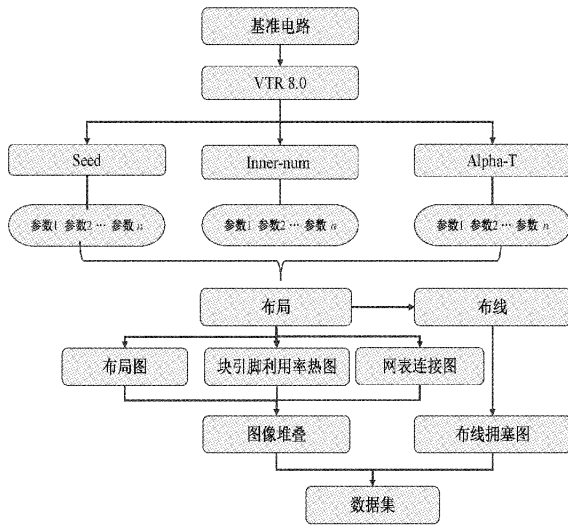 基准电路
VTR 8.0
Seed Inner-num Alpha-T
参数1 参数2 … 参数n 参数1 参数2 … 参数n 参数1 参数2 … 参数n
布局 布线
布局图 块引脚利用率热图 网表连接图
图像堆叠 布线拥塞图
数据集